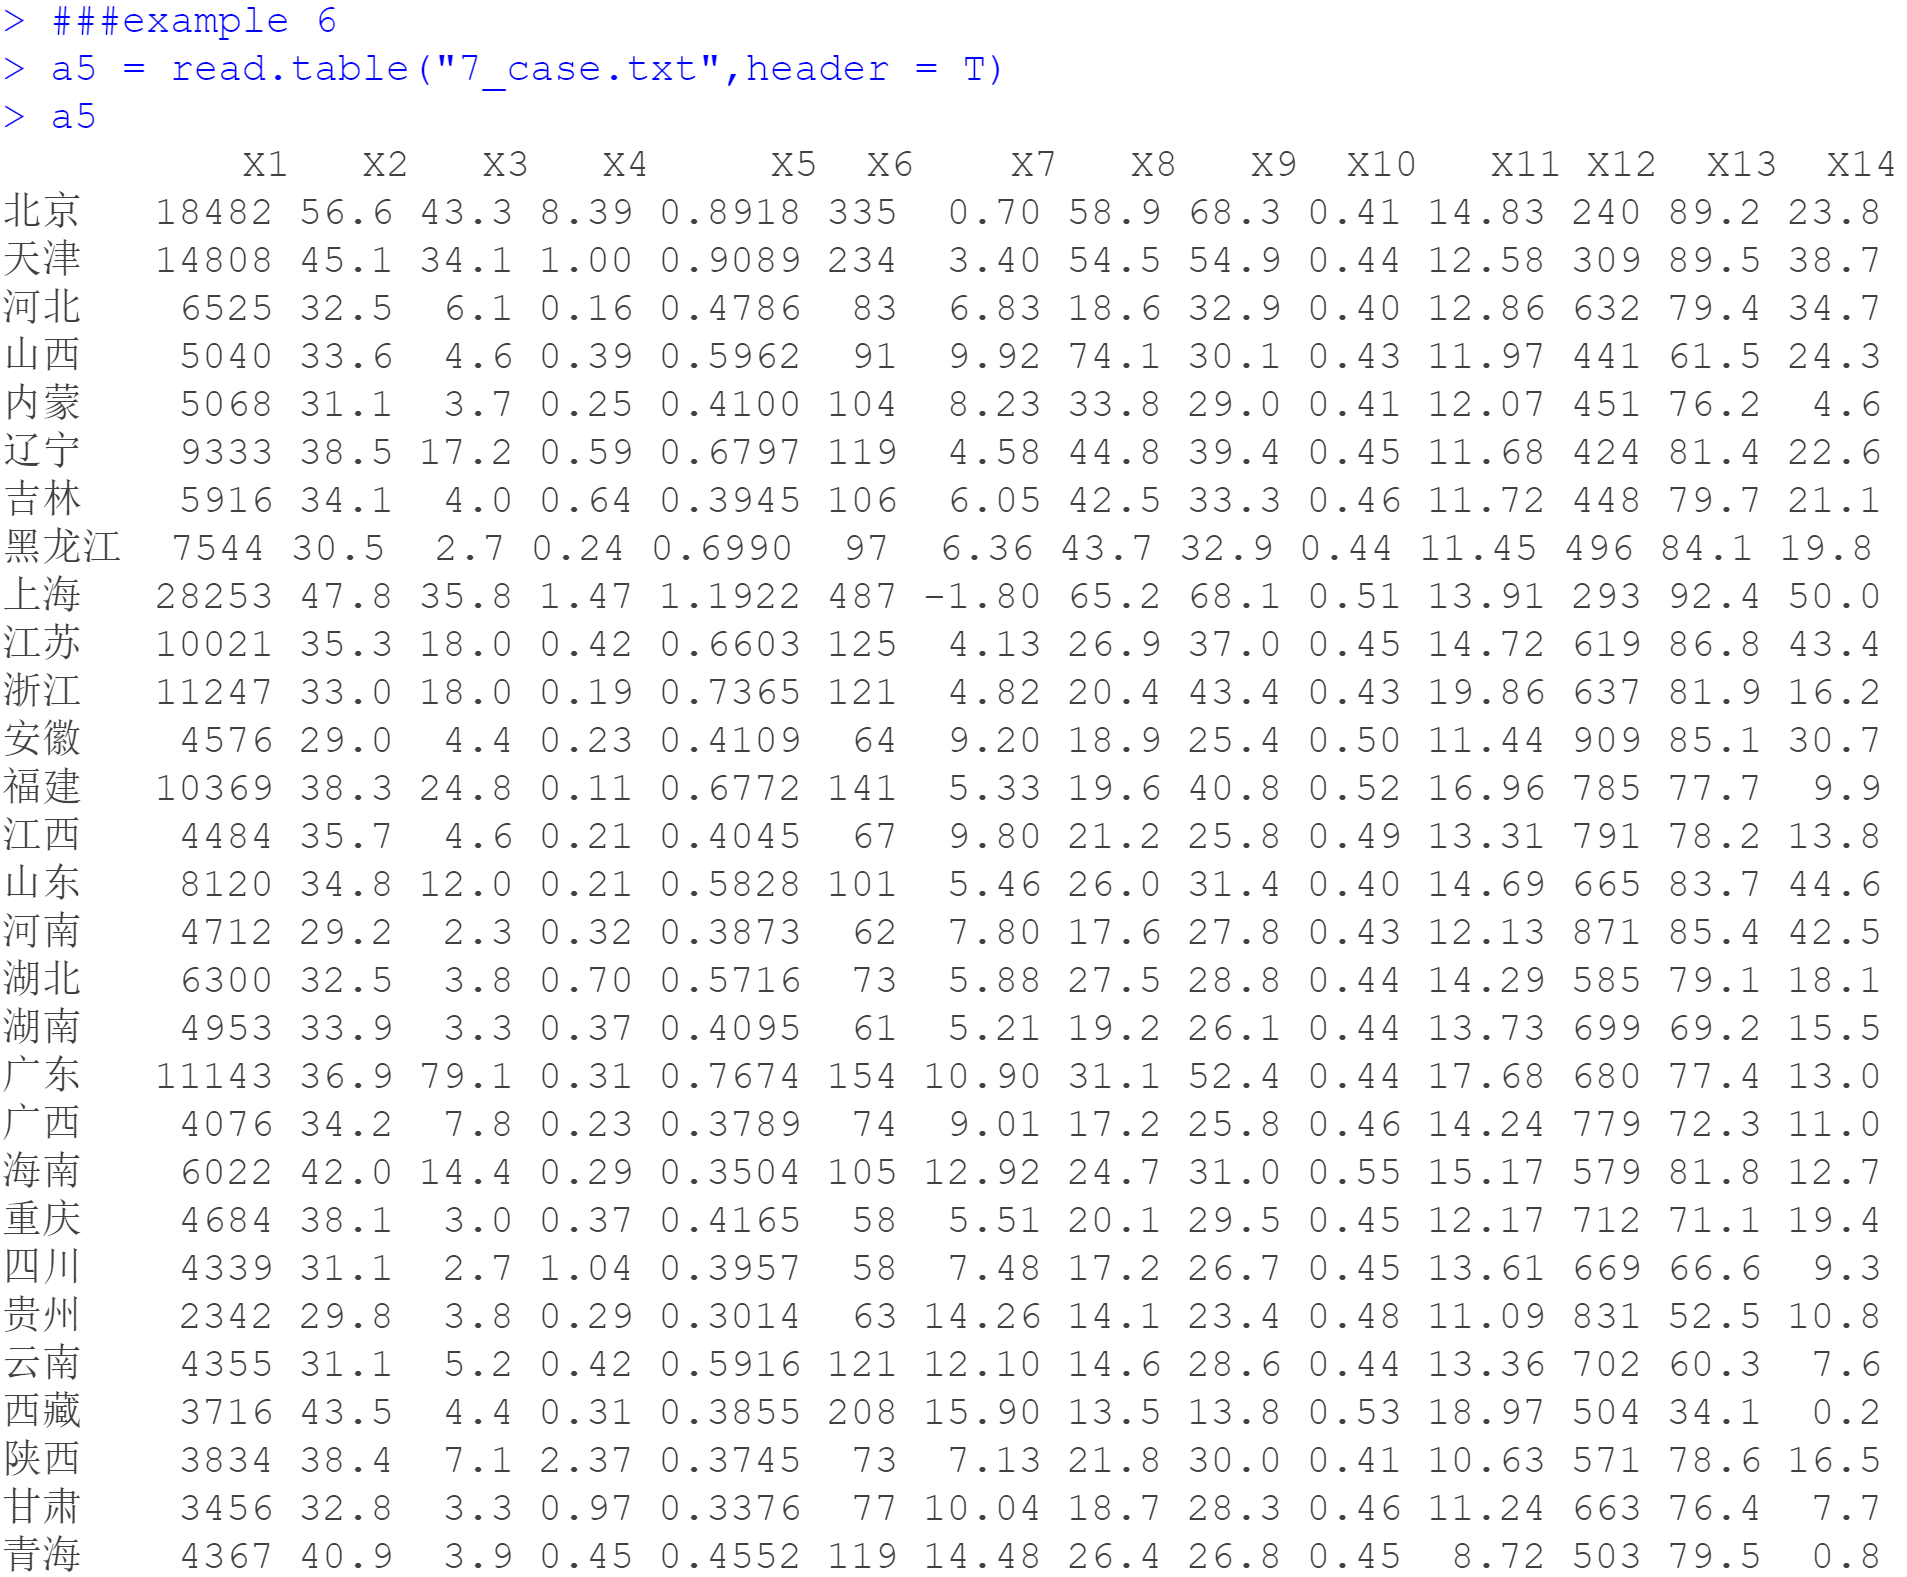 > ###example 6
> a5 = read.table("7_case.txt",header = T)
> a5
X1 X2 X3 X4 X5 X6 X7 X8 X9 X10 X11 X12 X13 X14
北京 18482 56.6 43.3 8.39 0.8918 335 0.70 58.9 68.3 0.41 14.83 240 89.2 23.8
天津 14808 45.1 34.1 1.00 0.9089 234 3.40 54.5 54.9 0.44 12.58 309 89.5 38.7
河北 6525 32.5 6.1 0.16 0.4786 83 6.83 18.6 32.9 0.40 12.86 632 79.4 34.7
山西 5040 33.6 4.6 0.39 0.5962 91 9.92 74.1 30.1 0.43 11.97 441 61.5 24.3
内蒙 5068 31.1 3.7 0.25 0.4100 104 8.23 33.8 29.0 0.41 12.07 451 76.2 4.6
辽宁 9333 38.5 17.2 0.59 0.6797 119 4.58 44.8 39.4 0.45 11.68 424 81.4 22.6
吉林 5916 34.1 4.0 0.64 0.3945 106 6.05 42.5 33.3 0.46 11.72 448 79.7 21.1
黑龙江 7544 30.5 2.7 0.24 0.6990 97 6.36 43.7 32.9 0.44 11.45 496 84.1 19.8
上海 28253 47.8 35.8 1.47 1.1922 487 -1.80 65.2 68.1 0.51 13.91 293 92.4 50.0
江苏 10021 35.3 18.0 0.42 0.6603 125 4.13 26.9 37.0 0.45 14.72 619 86.8 43.4
浙江 11247 33.0 18.0 0.19 0.7365 121 4.82 20.4 43.4 0.43 19.86 637 81.9 16.2
安徽 4576 29.0 4.4 0.23 0.4109 64 9.20 18.9 25.4 0.50 11.44 909 85.1 30.7
福建 10369 38.3 24.8 0.11 0.6772 141 5.33 19.6 40.8 0.52 16.96 785 77.7 9.9
江西 4484 35.7 4.6 0.21 0.4045 67 9.80 21.2 25.8 0.49 13.31 791 78.2 13.8
山东 8120 34.8 12.0 0.21 0.5828 101 5.46 26.0 31.4 0.40 14.69 665 83.7 44.6
河南 4712 29.2 2.3 0.32 0.3873 62 7.80 17.6 27.8 0.43 12.13 871 85.4 42.5
湖北 6300 32.5 3.8 0.70 0.5716 73 5.88 27.5 28.8 0.44 14.29 585 79.1 18.1
湖南 4953 33.9 3.3 0.37 0.4095 61 5.21 19.2 26.1 0.44 13.73 699 69.2 15.5
广东 11143 36.9 79.1 0.31 0.7674 154 10.90 31.1 52.4 0.44 17.68 680 77.4 13.0
广西 4076 34.2 7.8 0.23 0.3789 74 9.01 17.2 25.8 0.46 14.24 779 72.3 11.0
海南 6022 42.0 14.4 0.29 0.3504 105 12.92 24.7 31.0 0.55 15.17 579 81.8 12.7
重庆 4684 38.1 3.0 0.37 0.4165 58 5.51 20.1 29.5 0.45 12.17 712 71.1 19.4
四川 4339 31.1 2.7 1.04 0.3957 58 7.48 17.2 26.7 0.45 13.61 669 66.6 9.3
贵州 2342 29.8 3.8 0.29 0.3014 63 14.26 14.1 23.4 0.48 11.09 831 52.5 10.8
云南 4355 31.1 5.2 0.42 0.5916 121 12.10 14.6 28.6 0.44 13.36 702 60.3 7.6
西藏 3716 43.5 4.4 0.31 0.3855 208 15.90 13.5 13.8 0.53 18.97 504 34.1 0.2
陕西 3834 38.4 7.1 2.37 0.3745 73 7.13 21.8 30.0 0.41 10.63 571 78.6 16.5
甘肃 3456 32.8 3.3 0.97 0.3376 77 10.04 18.7 28.3 0.46 11.24 663 76.4 7.7
青海 4367 40.9 3.9 0.45 0.4552 119 14.48 26.4 26.8 0.45 8.72 503 79.5 0.8